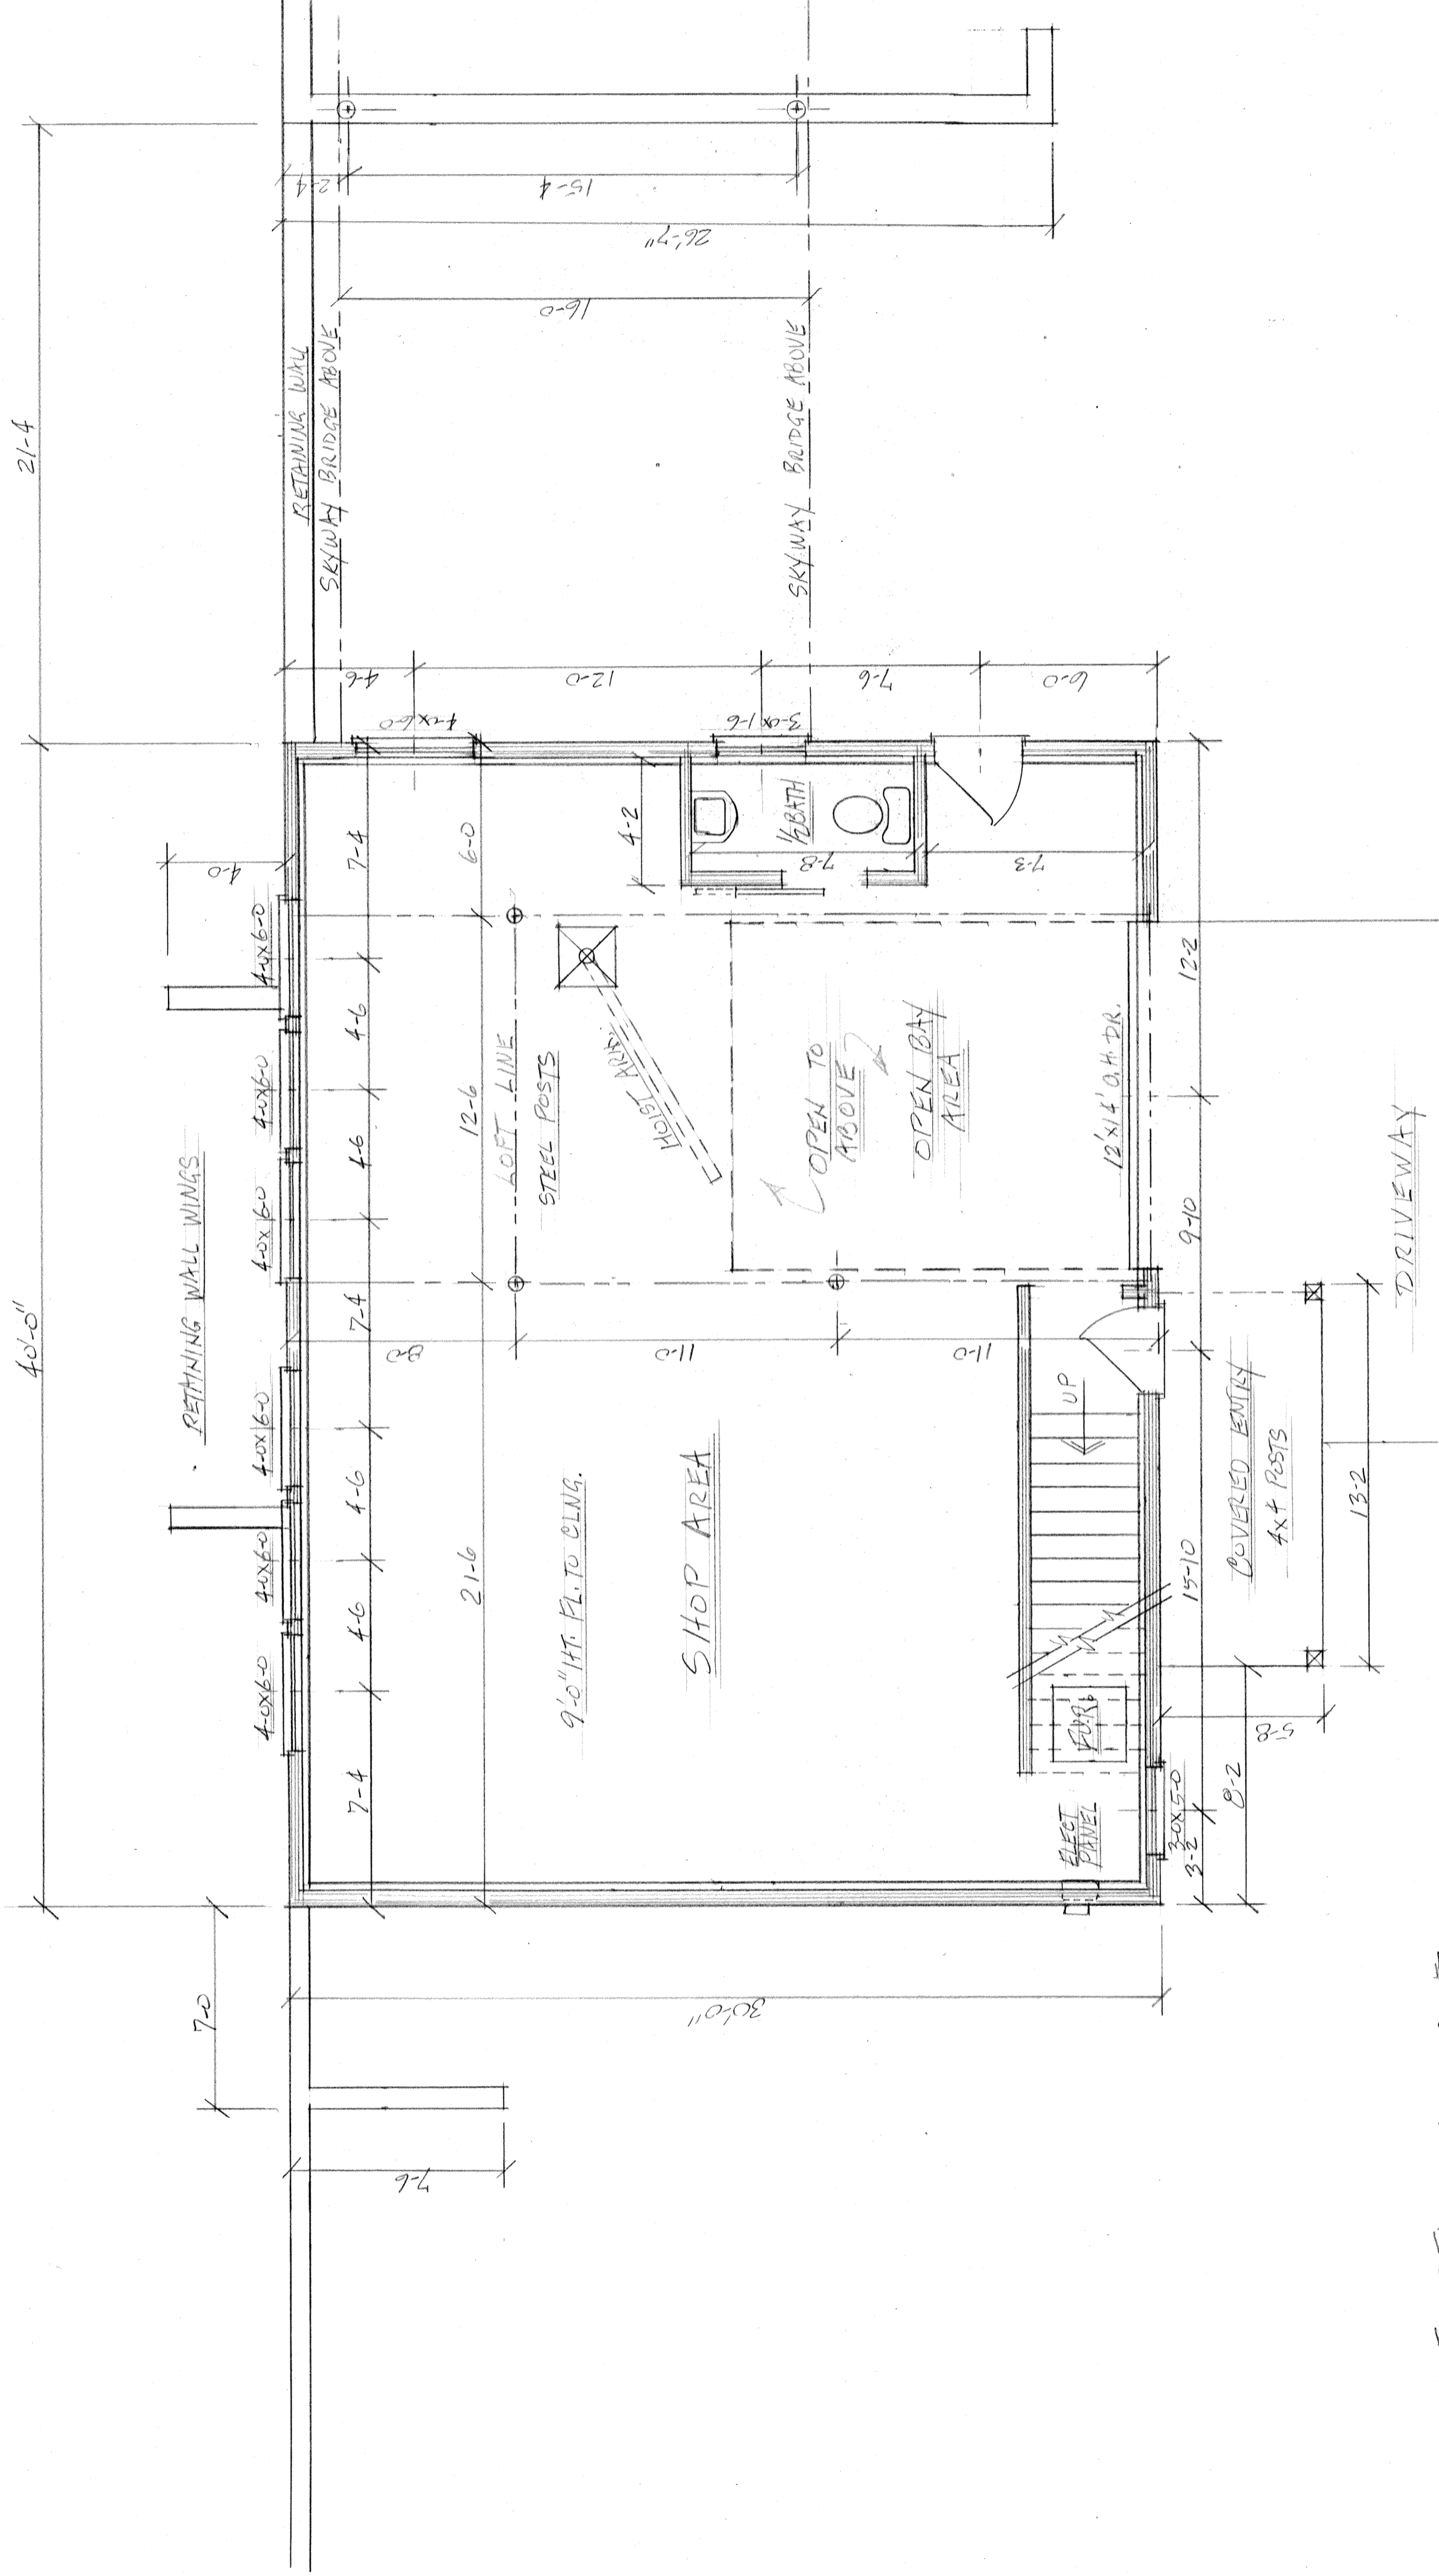 40'-0"
21-4
RETAINING WALL WINGS
7-0
4-0
4-0x6-0
4-0x6-0
4-0x6-0
4-0x6-0
4-0x6-0
4-0x6-0
RETAINING WALL
SKYWAY BRIDGE ABOVE
2-4
15-4
26'-7"
16-0
SKYWAY BRIDGE ABOVE
7-4
4-6
4-6
7-4
4-6
4-6
7-4
4-6
12-0
7-6
6-0
4-0x6-0
3-0x1-6
21-6
12-6
6-0
8-0
11-0
11-0
LOFT LINE
STEEL POSTS
9'-0" HT. FL. TO CLNG.
SHOP AREA
HOIST ARM
4-2
½ BATH
7-8
7-3
OPEN TO
ABOVE
OPEN BAY
AREA
12'x14' O.H. DR.
UP
FUR.
ELECT
PANEL
3-0x5-0
3-2
15-10
9-10
12-2
8-2
5-8
COVERED ENTRY
4x4 POSTS
13-2
DRIVEWAY
30'-0"
7-6